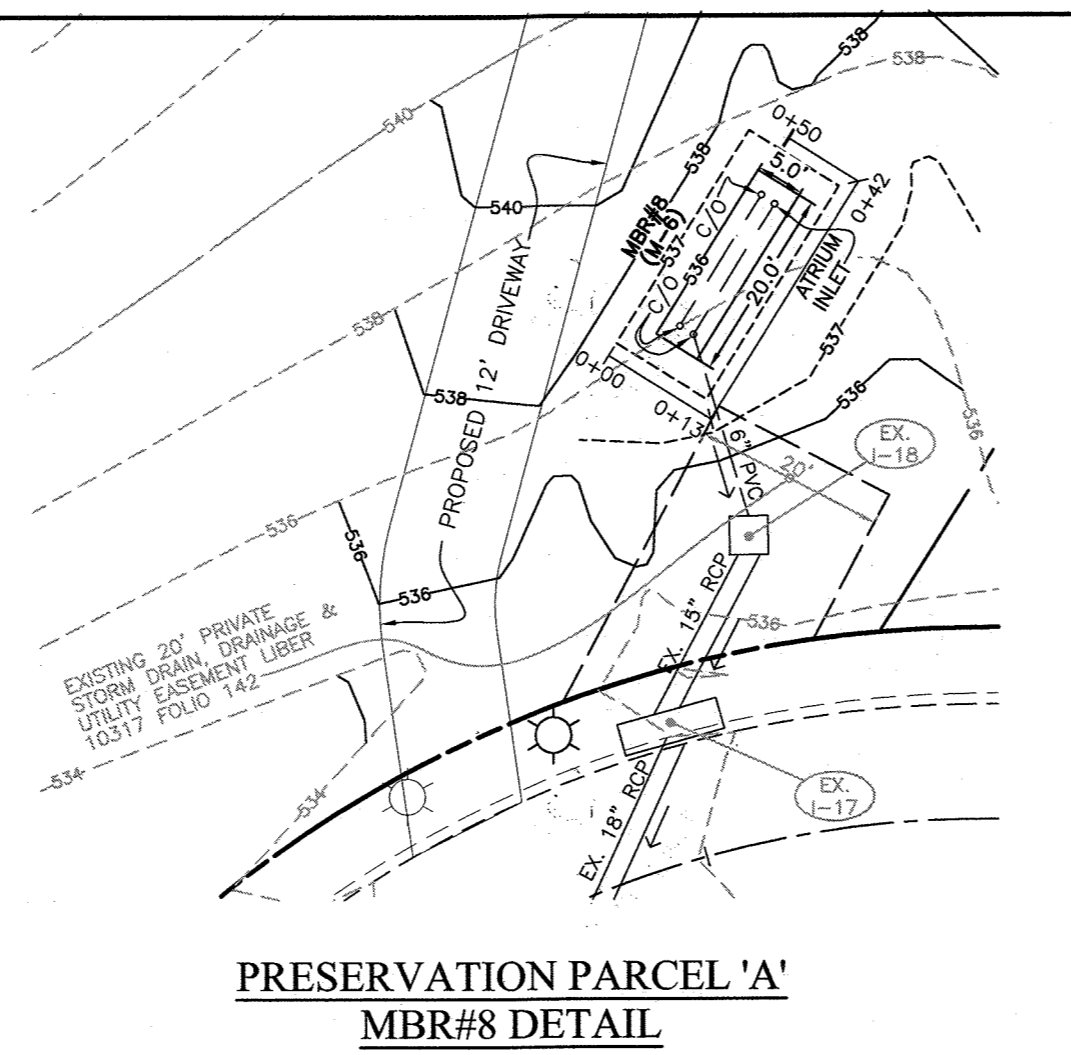 538
538
540
0+50
5.0'
0+42
538
540
MBR#8
(M-6)
C/O
537
536
C/O
20.0'
ATRIUM
INLET
538
PROPOSED 12' DRIVEWAY
537
0+00
538
0+13
536
536
6" PVC
20'
EX.
I-18
536
536
536
15" RCP
EX.
536
EXISTING 20' PRIVATE
STORM DRAIN, DRAINAGE &
UTILITY EASEMENT LIBER
10317 FOLIO 142
534
534
EX. 18" RCP
EX.
I-17
PRESERVATION PARCEL 'A'
MBR#8 DETAIL